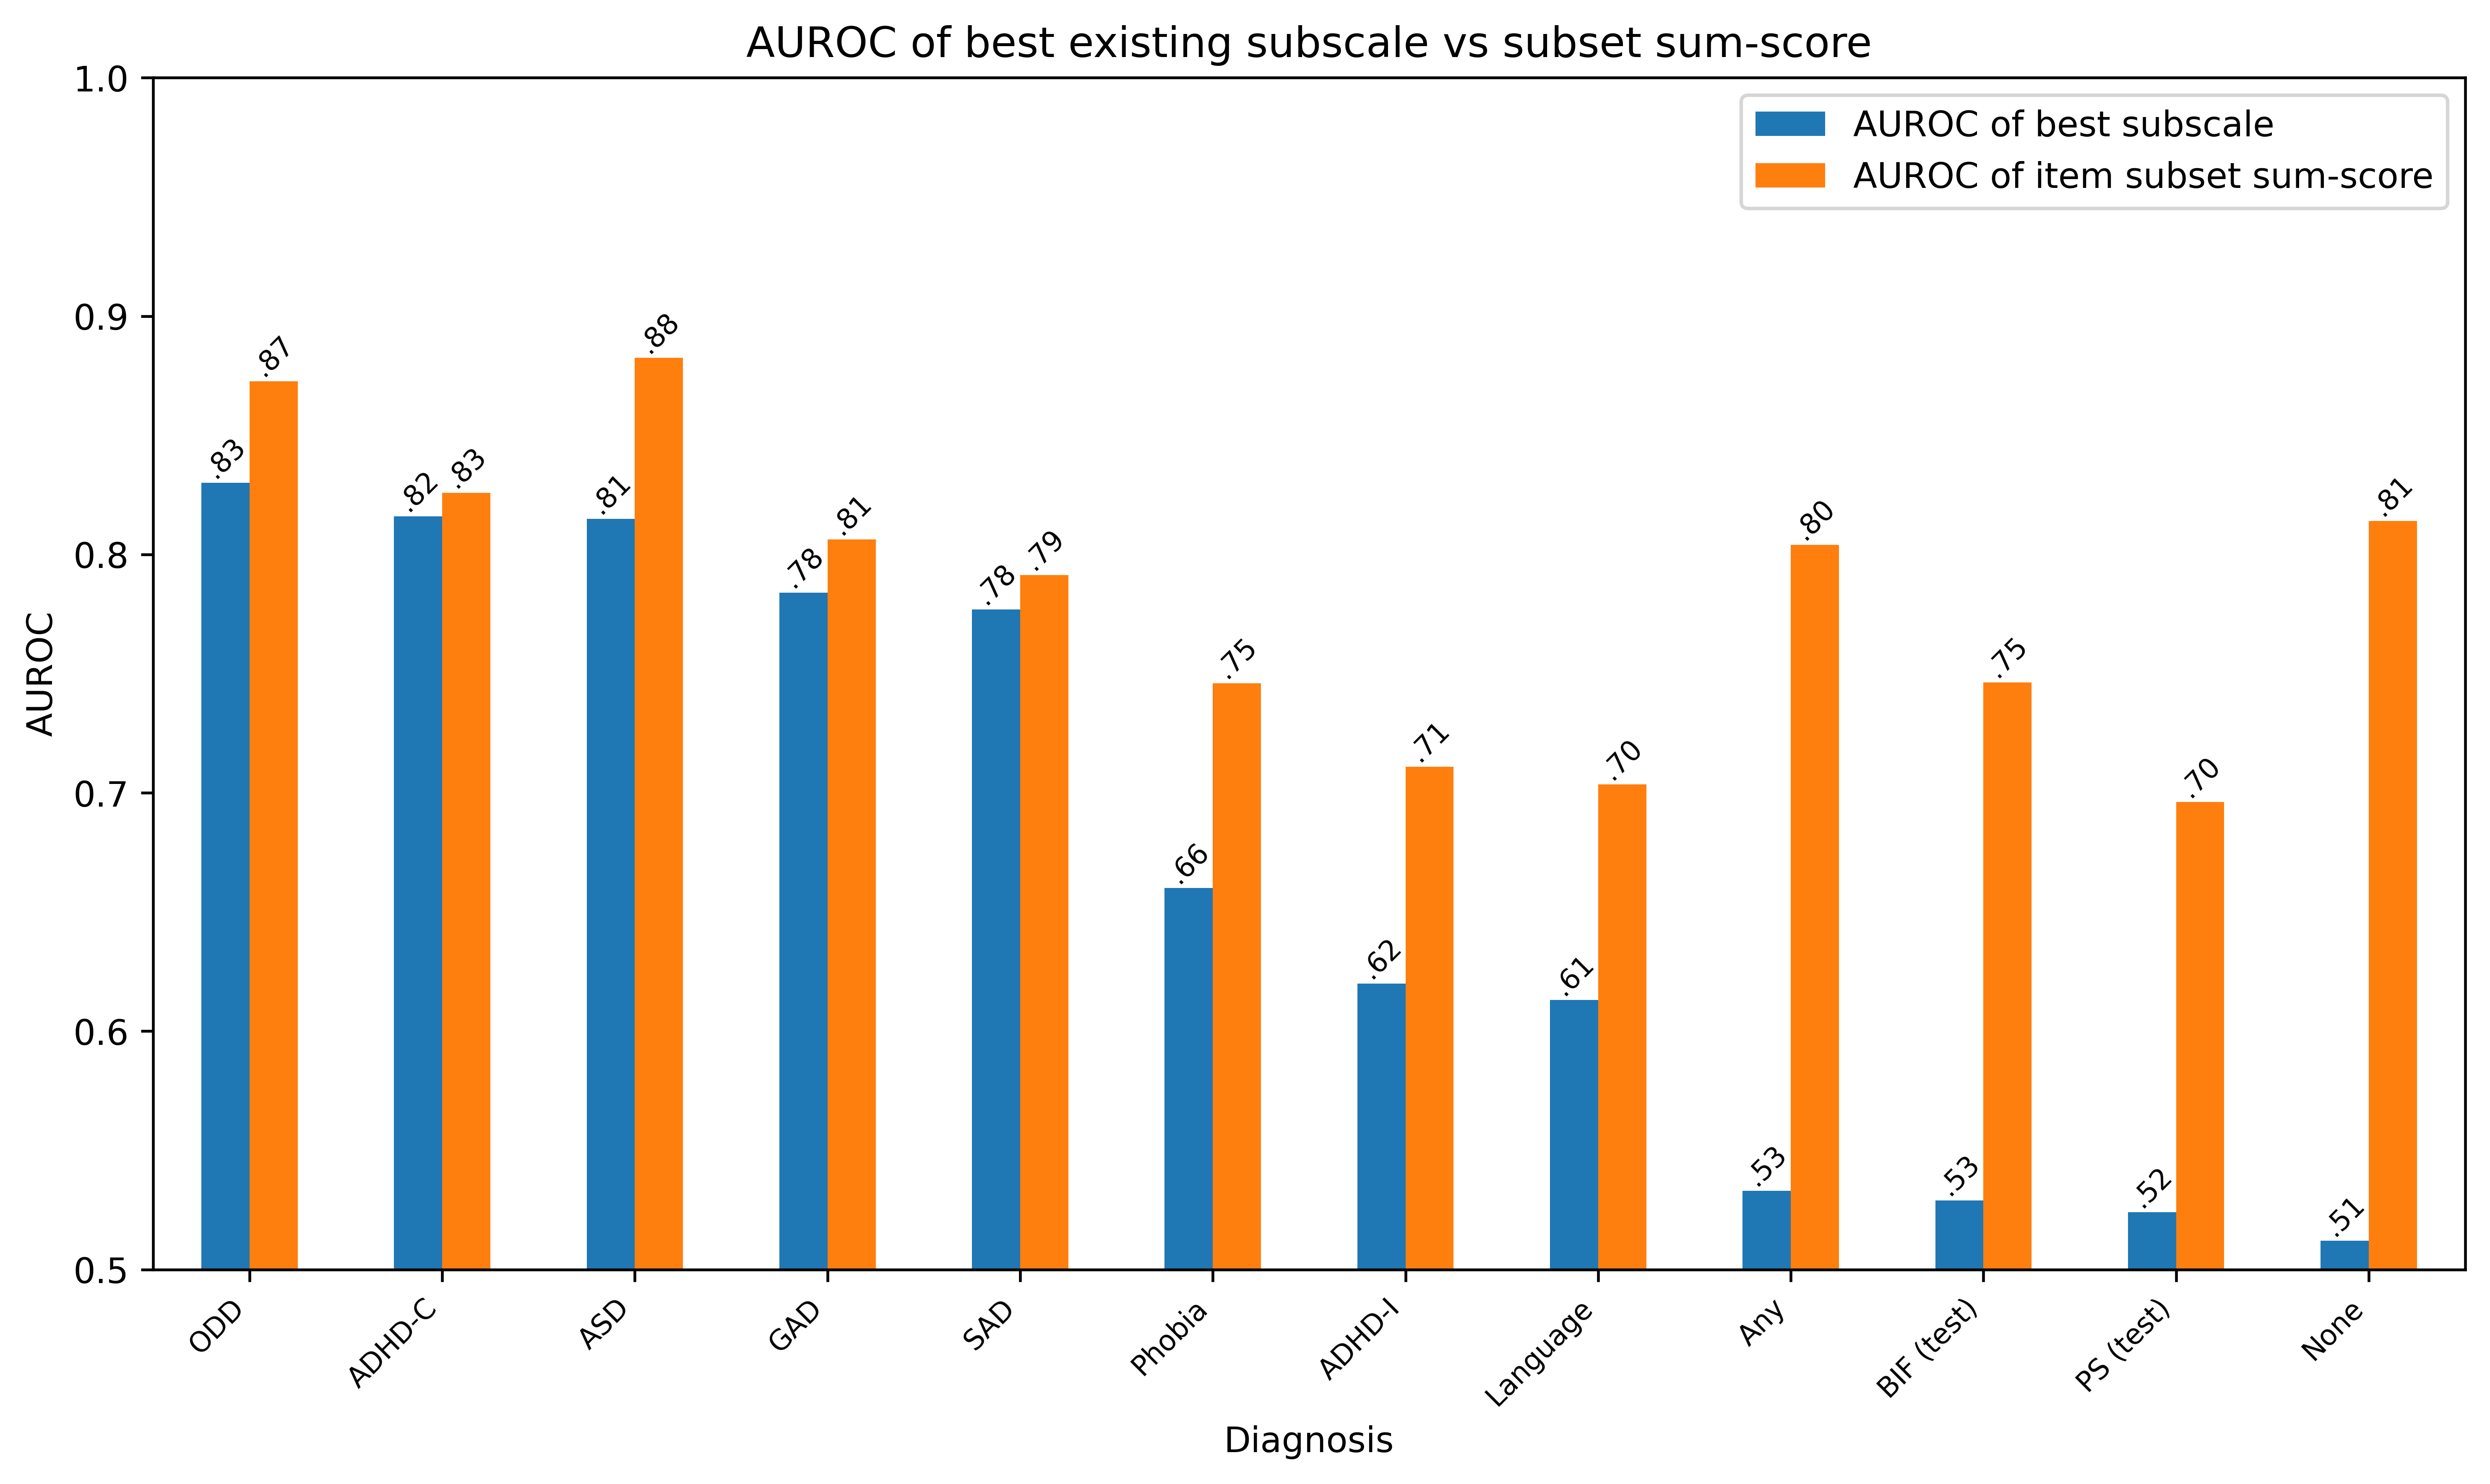 AUROC of best existing subscale vs subset sum-score
AUROC of best subscale
AUROC of item subset sum-score
AUROC
1.0
0.9
0.8
0.7
0.6
0.5
.83
.87
.82
.83
.81
.88
.78
.81
.78
.79
.66
.75
.62
.71
.61
.70
.53
.80
.53
.75
.52
.70
.51
.81
ODD
ADHD-C
ASD
GAD
SAD
Phobia
ADHD-I
Language
Any
BIF (test)
PS (test)
None
Diagnosis